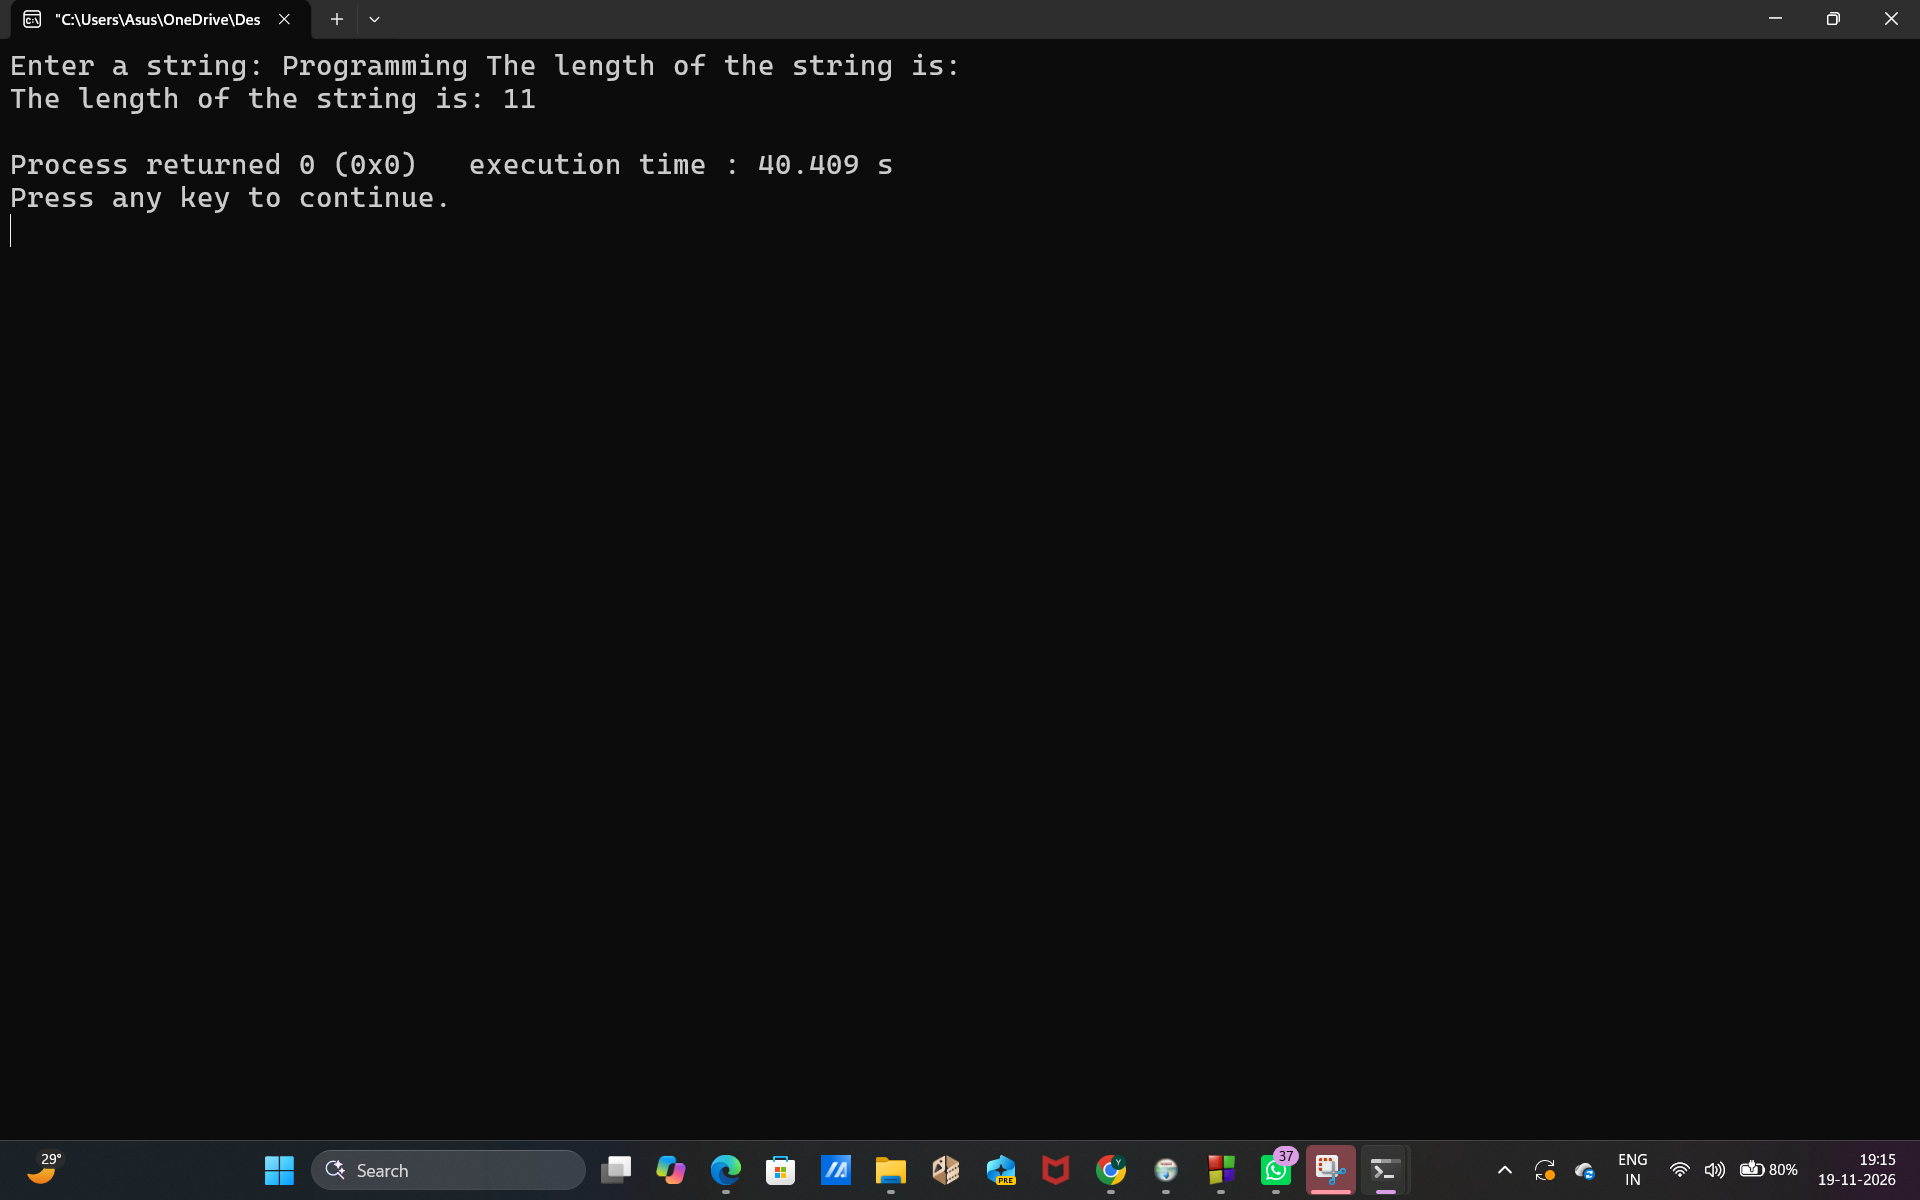 "C:\Users\Asus\OneDrive\Des
Enter a string: Programming The length of the string is:
The length of the string is: 11
Process returned 0 (0x0)   execution time : 40.409 s
Press any key to continue.
29°
Search
PRE
Y
37
ENG
IN
80%
19:15
19-11-2026